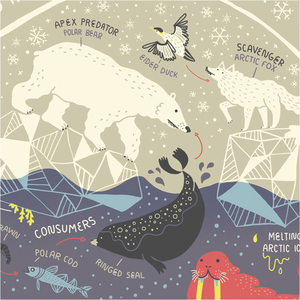 APEX PREDATOR
POLAR BEAR
EIDER DUCK
SCAVENGER
ARCTIC FOX
CONSUMERS
POLAR COD
RINGED SEAL
MELTING
ARCTIC IC